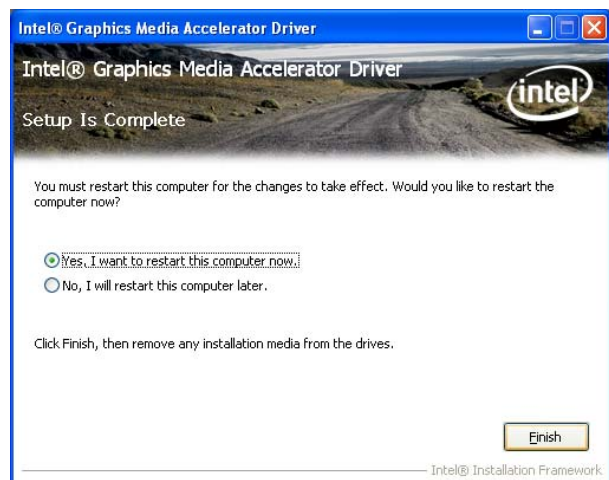 Intel® Graphics Media Accelerator Driver
Intel® Graphics Media Accelerator Driver
intel
Setup Is Complete
You must restart this computer for the changes to take effect. Would you like to restart the
computer now?
Yes, I want to restart this computer now.
No, I will restart this computer later.
Click Finish, then remove any installation media from the drives.
Finish
Intel® Installation Framework